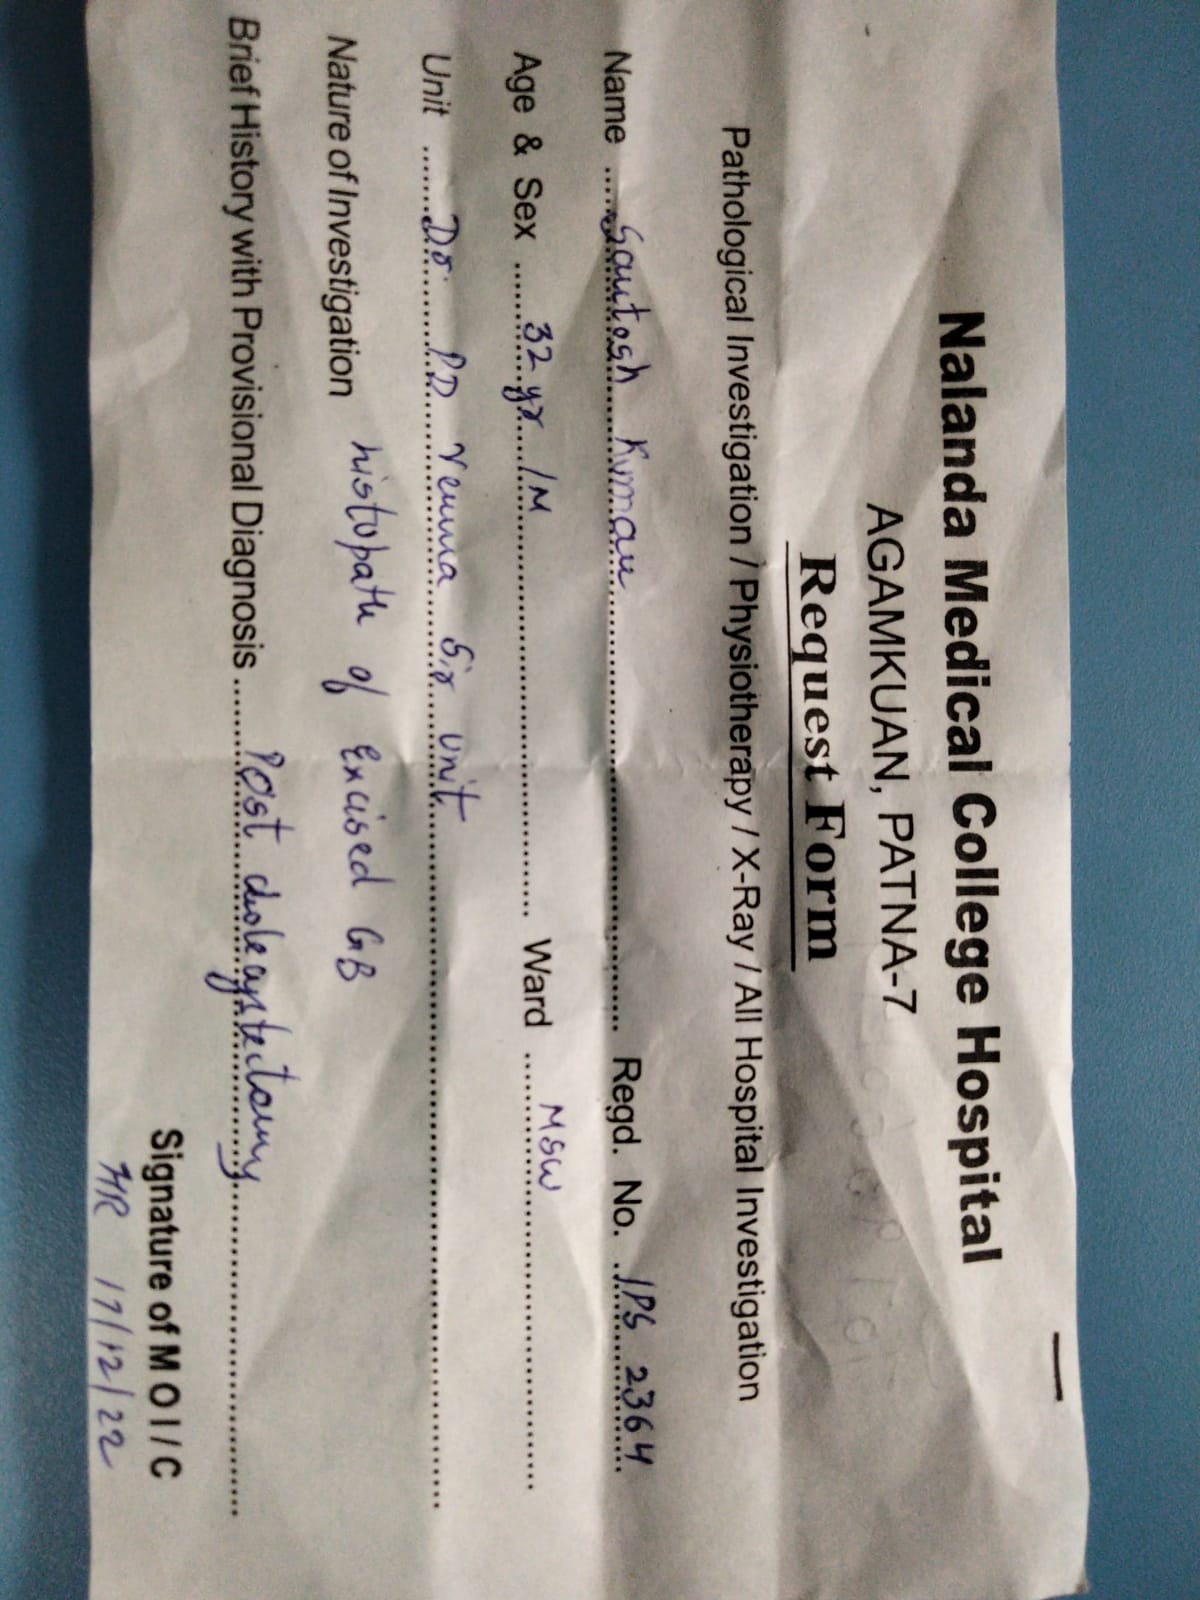 Nalanda Medical College Hospital
AGAMKUAN, PATNA-7
Request Form
Pathological Investigation / Physiotherapy / X-Ray / All Hospital Investigation
Name ..... Santosh Kumar ..... Regd. No. ..IPS 2364
Age & Sex ...... 32 yr / M ..... Ward ..... MSW .....
Unit ....... Dr. PD Verma Sir Unit .....
Nature of Investigation histopath of Excised GB
Brief History with Provisional Diagnosis ....... Post cholecystectomy .....
Signature of M O I / C
17/12/22